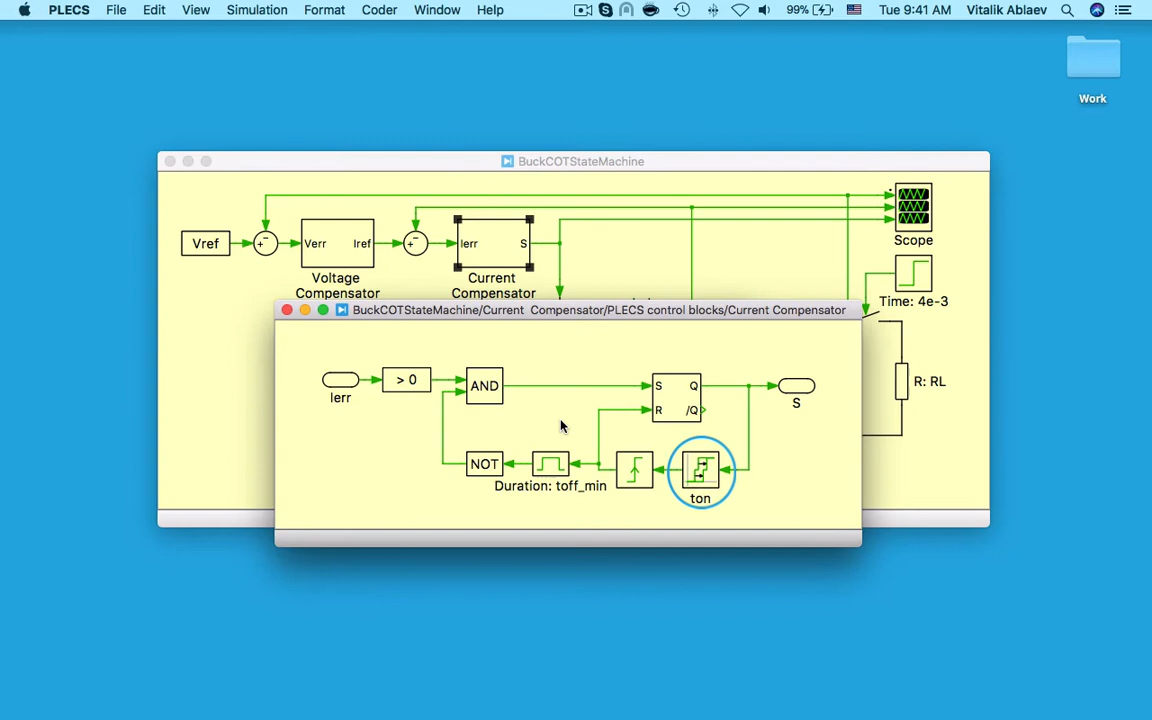 PLECS File Edit View Simulation Format Coder Window Help 99% Tue 9:41 AM Vitalik Ablaev
Work
BuckCOTStateMachine
Vref
+
−
Verr Iref
+
−
Ierr S
Scope
Voltage
Compensator
Current
Compensator
Time: 4e-3
BuckCOTStateMachine/Current Compensator/PLECS control blocks/Current Compensator
Ierr
> 0
AND
S Q
R /Q
S
R: RL
NOT
Duration: toff_min
ton